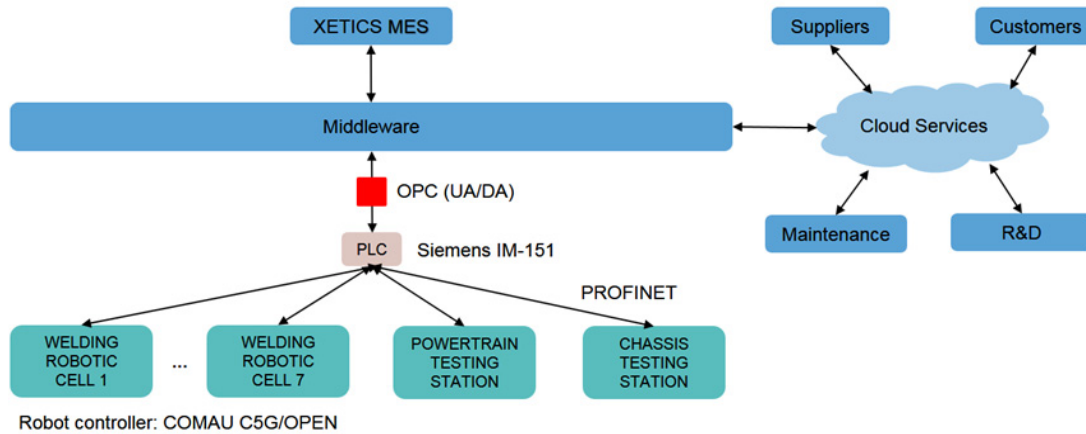 XETICS MES
Suppliers
Customers
Middleware
Cloud Services
OPC (UA/DA)
Maintenance
R&D
PLC
Siemens IM-151
PROFINET
WELDING
ROBOTIC
CELL 1
...
WELDING
ROBOTIC
CELL 7
POWERTRAIN
TESTING
STATION
CHASSIS
TESTING
STATION
Robot controller: COMAU C5G/OPEN